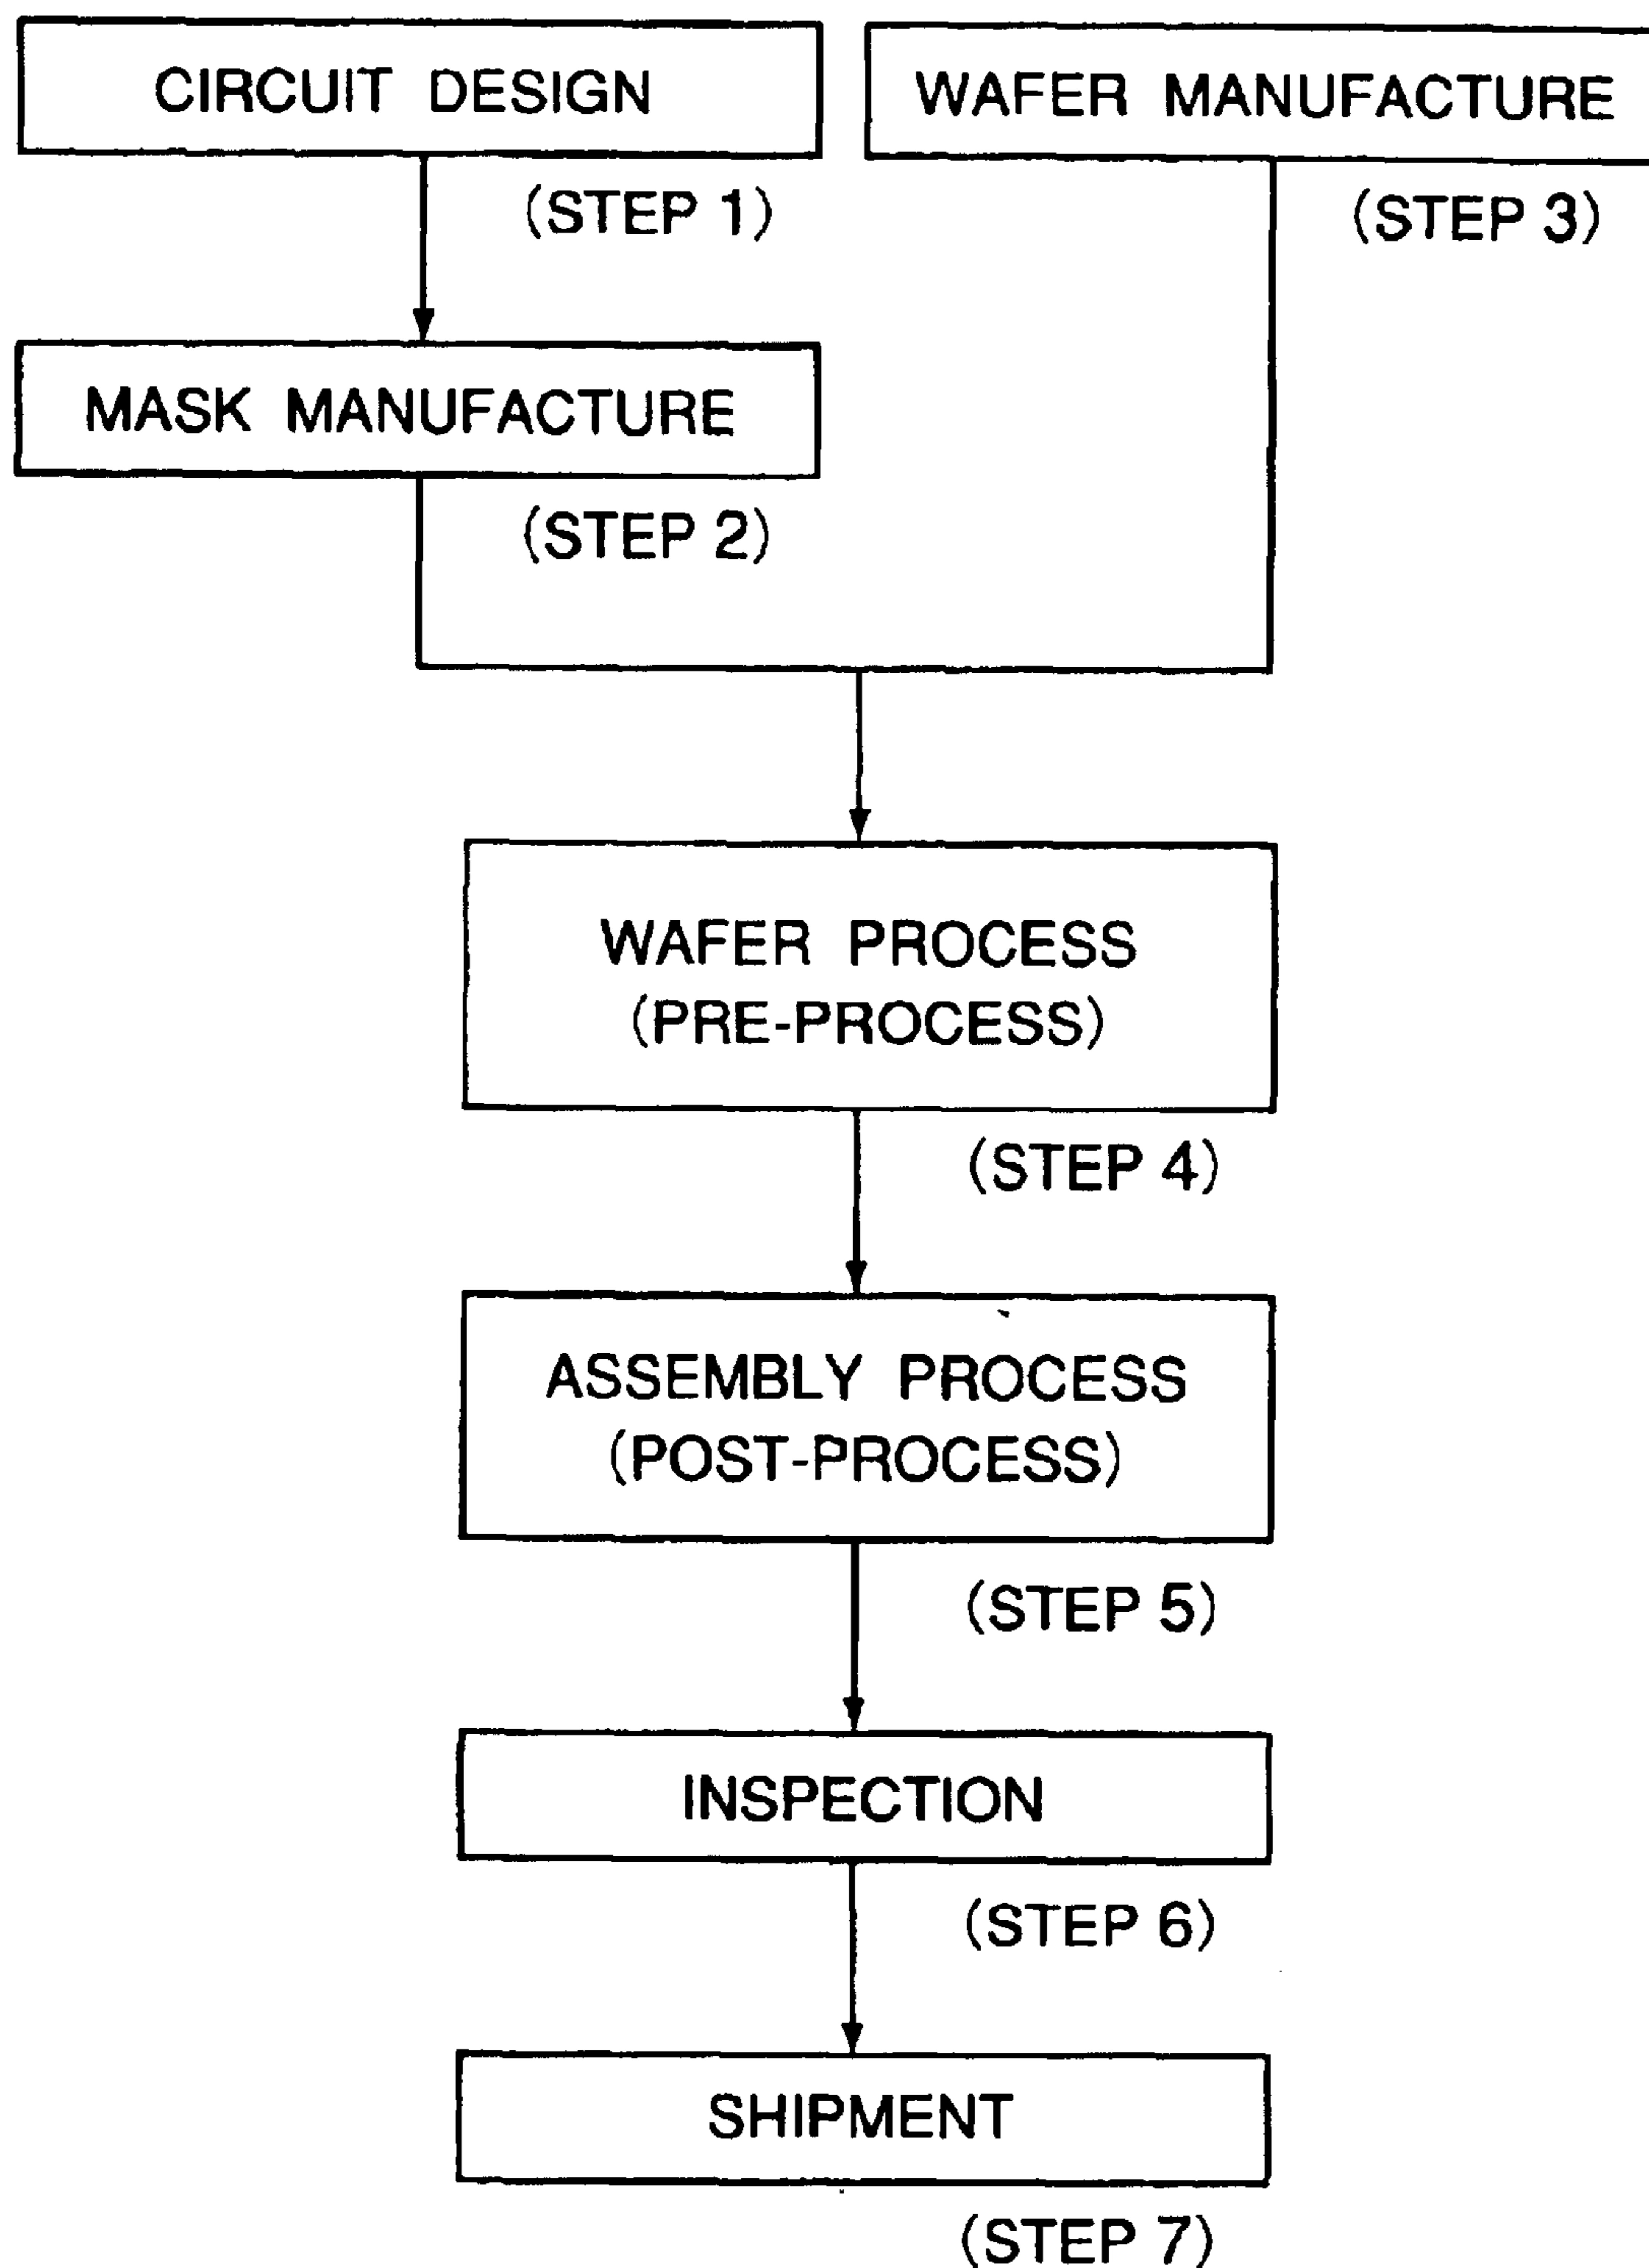 CIRCUIT DESIGN
(STEP 1)
WAFER MANUFACTURE
(STEP 3)
MASK MANUFACTURE
(STEP 2)
WAFER PROCESS
(PRE-PROCESS)
(STEP 4)
ASSEMBLY PROCESS
(POST-PROCESS)
(STEP 5)
INSPECTION
(STEP 6)
SHIPMENT
(STEP 7)